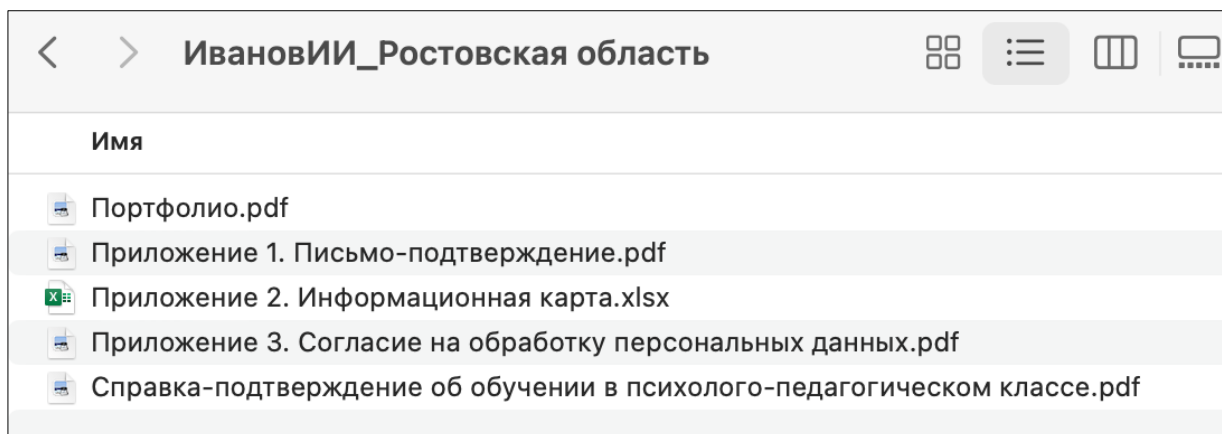 ИвановИИ_Ростовская область
Имя
Портфолио.pdf
Приложение 1. Письмо-подтверждение.pdf
Приложение 2. Информационная карта.xlsx
Приложение 3. Согласие на обработку персональных данных.pdf
Справка-подтверждение об обучении в психолого-педагогическом классе.pdf